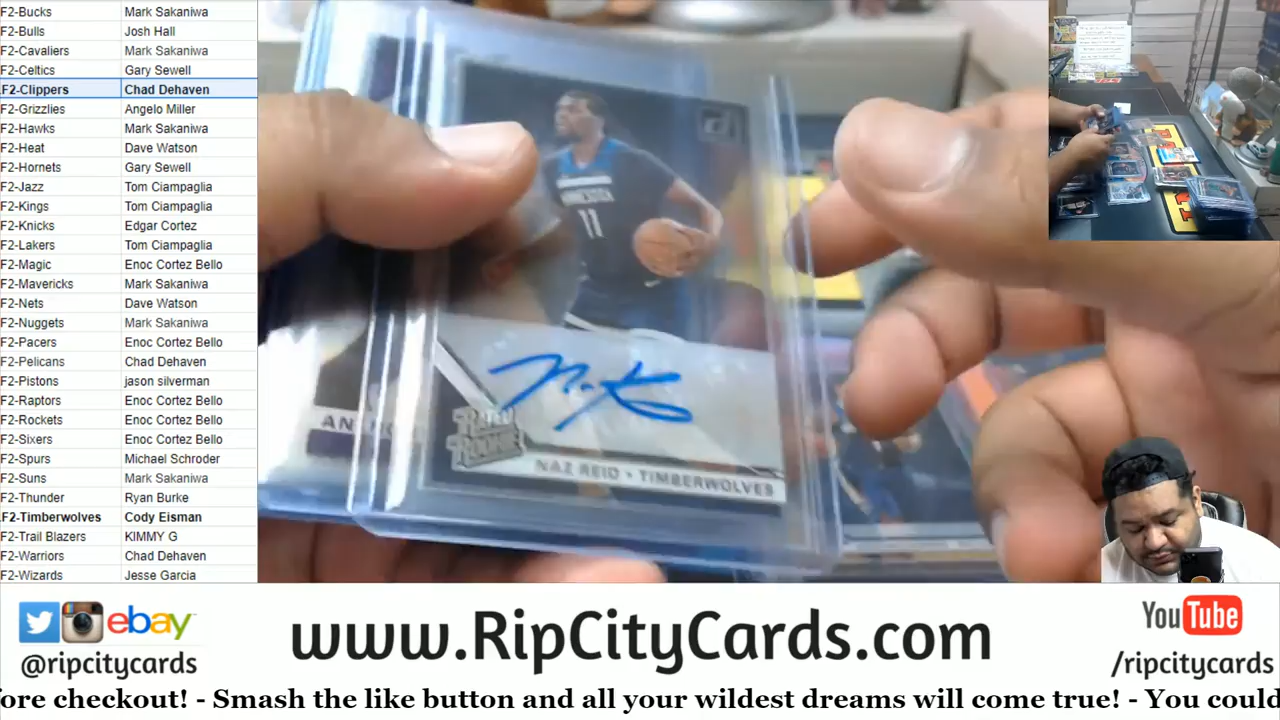 F2-Bucks Mark Sakaniwa
F2-Bulls Josh Hall
F2-Cavaliers Mark Sakaniwa
F2-Celtics Gary Sewell
F2-Clippers Chad Dehaven
F2-Grizzlies Angelo Miller
F2-Hawks Mark Sakaniwa
F2-Heat Dave Watson
F2-Hornets Gary Sewell
F2-Jazz Tom Ciampaglia
F2-Kings Tom Ciampaglia
F2-Knicks Edgar Cortez
F2-Lakers Tom Ciampaglia
F2-Magic Enoc Cortez Bello
F2-Mavericks Mark Sakaniwa
F2-Nets Dave Watson
F2-Nuggets Mark Sakaniwa
F2-Pacers Enoc Cortez Bello
F2-Pelicans Chad Dehaven
F2-Pistons jason silverman
F2-Raptors Enoc Cortez Bello
F2-Rockets Enoc Cortez Bello
F2-Sixers Enoc Cortez Bello
F2-Spurs Michael Schroder
F2-Suns Mark Sakaniwa
F2-Thunder Ryan Burke
F2-Timberwolves Cody Eisman
F2-Trail Blazers KIMMY G
F2-Warriors Chad Dehaven
F2-Wizards Jesse Garcia
11
RATED
ROOKIE
NAZ REID • TIMBERWOLVES
ebay
@ripcitycards
www.RipCityCards.com
YouTube
/ripcitycards
fore checkout! - Smash the like button and all your wildest dreams will come true! - You could